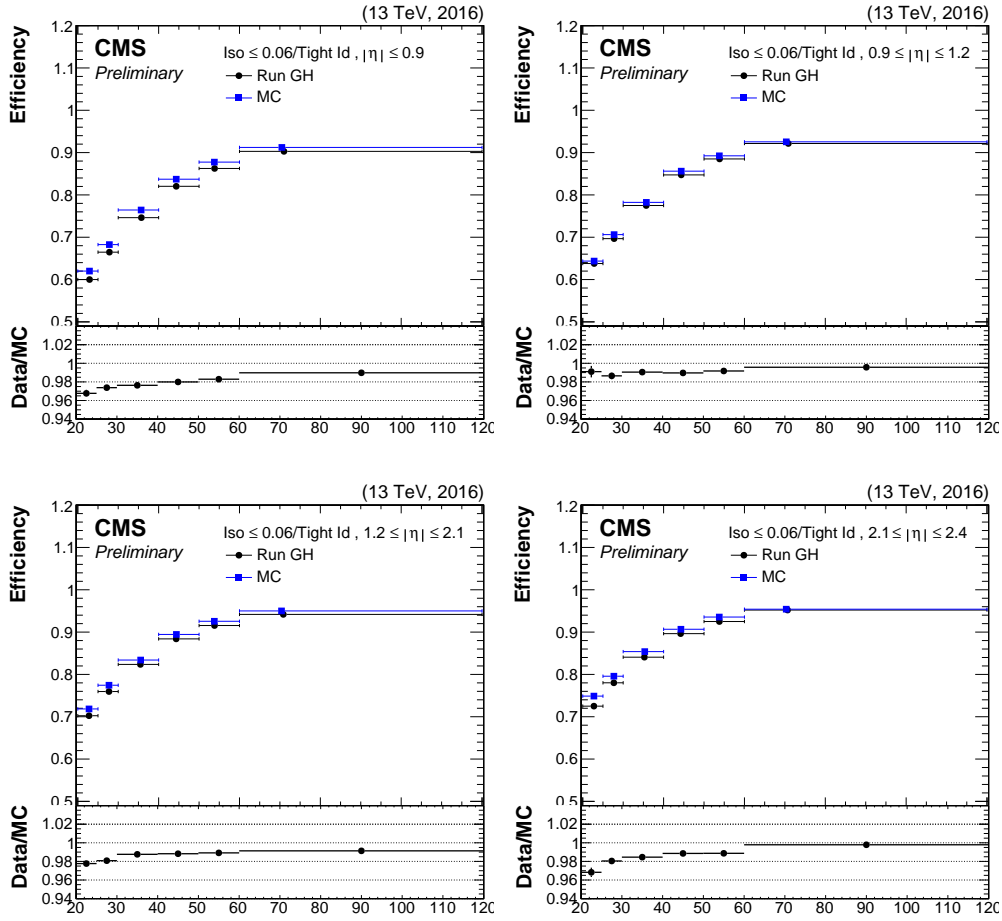 (13 TeV, 2016)
Efficiency
CMS
Preliminary
Iso ≤ 0.06/Tight Id , |η| ≤ 0.9
Run GH
MC
1.2
1.1
1
0.9
0.8
0.7
0.6
0.5
Data/MC
1.02
1
0.98
0.96
0.94
20 30 40 50 60 70 80 90 100 110 120
(13 TeV, 2016)
Efficiency
CMS
Preliminary
Iso ≤ 0.06/Tight Id , 0.9 ≤ |η| ≤ 1.2
Run GH
MC
1.2
1.1
1
0.9
0.8
0.7
0.6
0.5
Data/MC
1.02
1
0.98
0.96
0.94
20 30 40 50 60 70 80 90 100 110 120
(13 TeV, 2016)
Efficiency
CMS
Preliminary
Iso ≤ 0.06/Tight Id , 1.2 ≤ |η| ≤ 2.1
Run GH
MC
1.2
1.1
1
0.9
0.8
0.7
0.6
0.5
Data/MC
1.02
1
0.98
0.96
0.94
20 30 40 50 60 70 80 90 100 110 120
(13 TeV, 2016)
Efficiency
CMS
Preliminary
Iso ≤ 0.06/Tight Id , 2.1 ≤ |η| ≤ 2.4
Run GH
MC
1.2
1.1
1
0.9
0.8
0.7
0.6
0.5
Data/MC
1.02
1
0.98
0.96
0.94
20 30 40 50 60 70 80 90 100 110 120